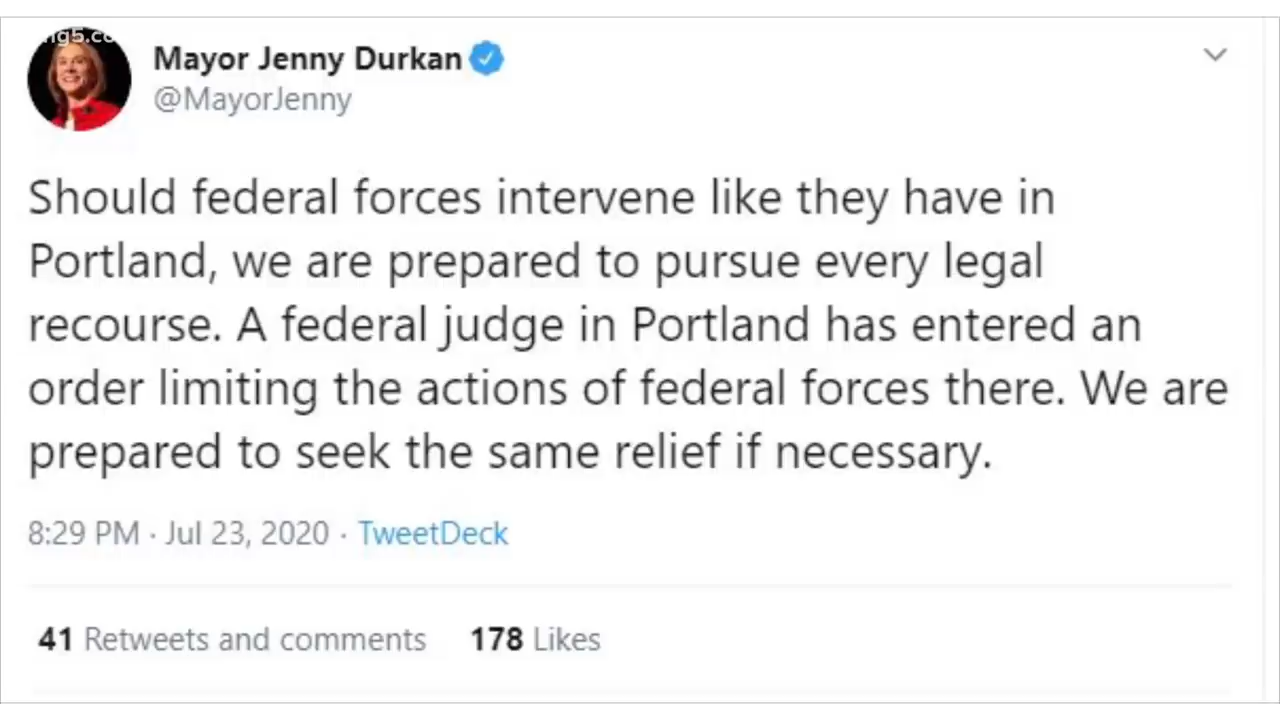 ng5.co
Mayor Jenny Durkan
@MayorJenny
Should federal forces intervene like they have in
Portland, we are prepared to pursue every legal
recourse. A federal judge in Portland has entered an
order limiting the actions of federal forces there. We are
prepared to seek the same relief if necessary.
8:29 PM · Jul 23, 2020 · TweetDeck
41 Retweets and comments 178 Likes